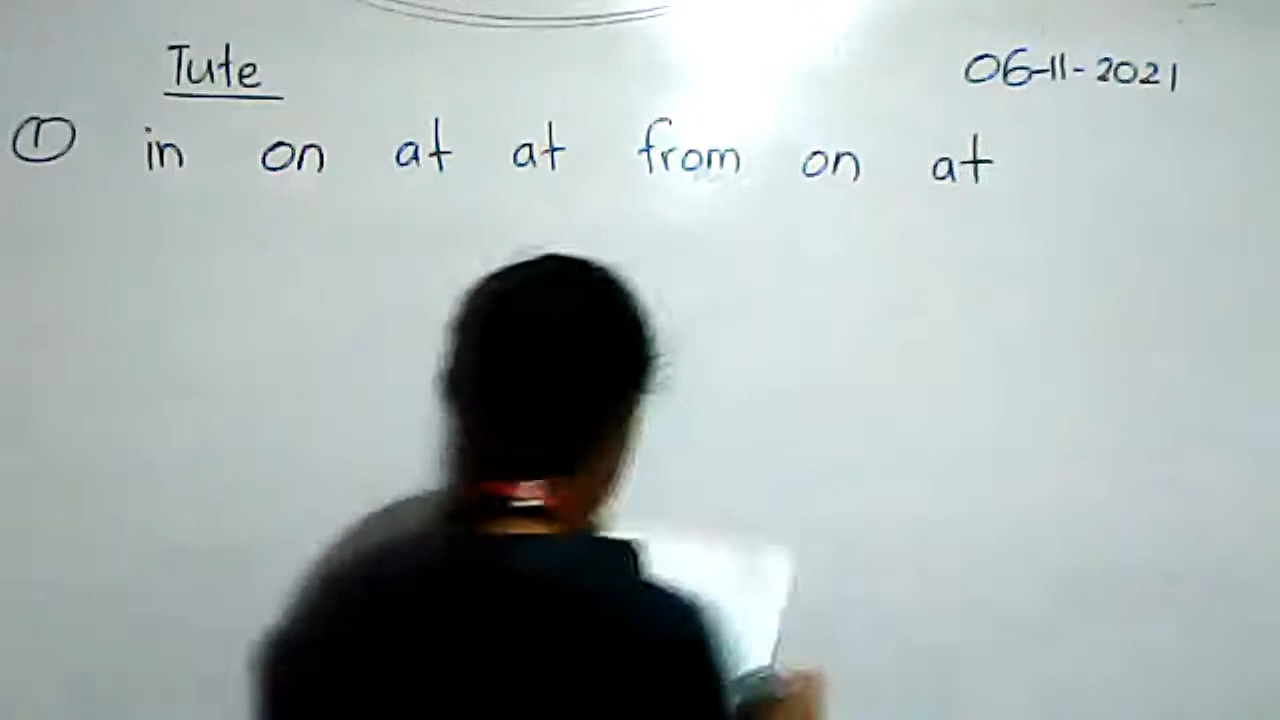 Tute 06-11-2021
① in on at at from on at